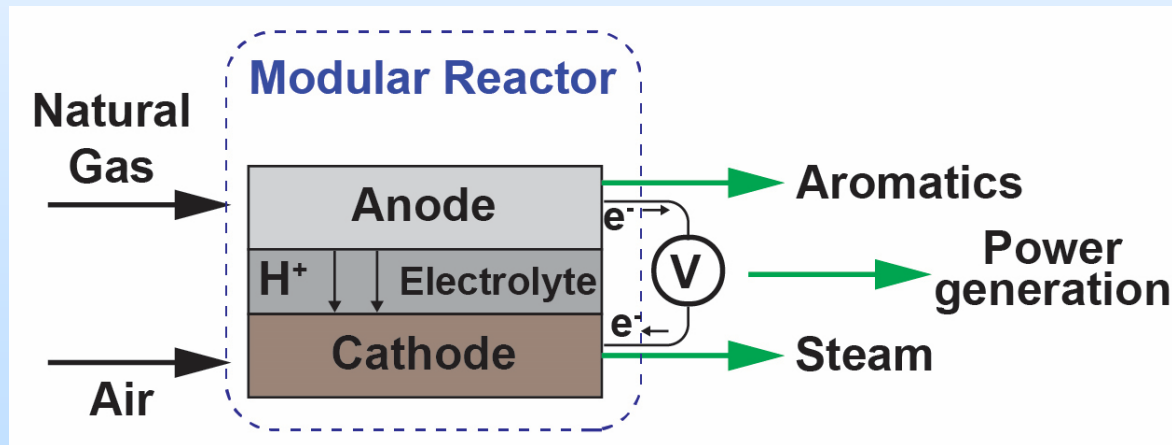 Modular Reactor
Natural
Gas
Anode
Aromatics
e-
H+
Electrolyte
V
Power
generation
e-
Cathode
Steam
Air